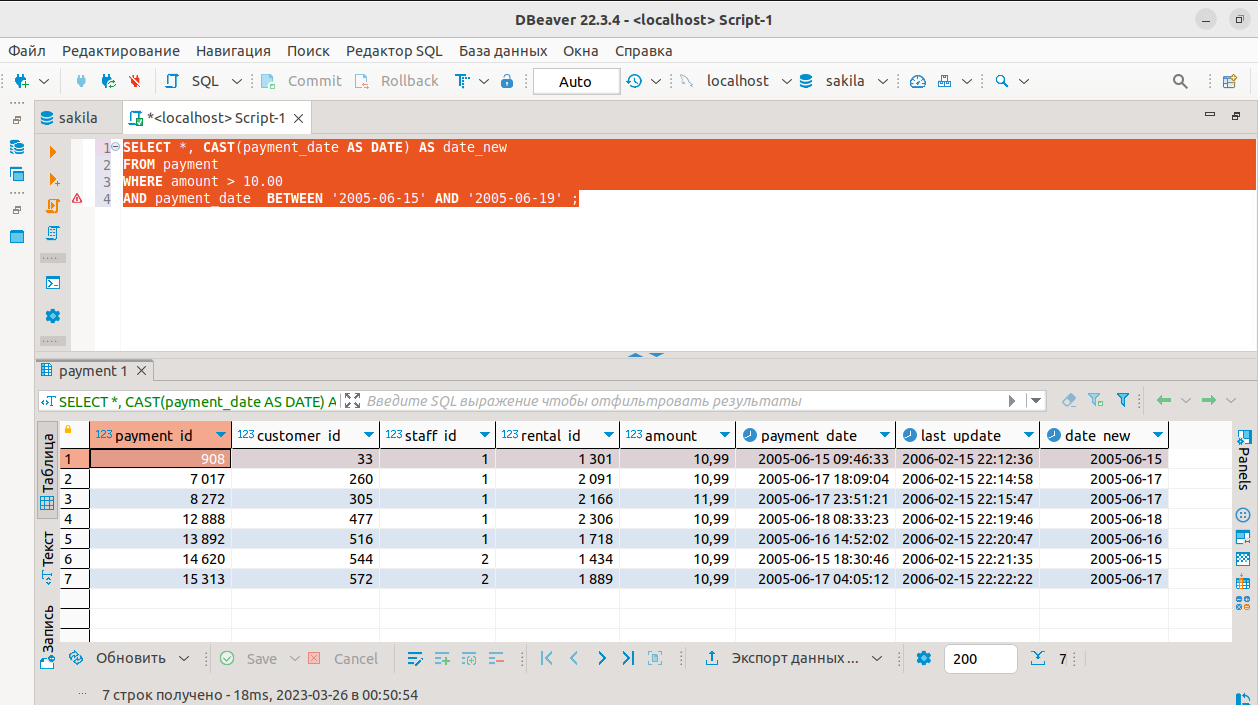 DBeaver 22.3.4 - <localhost> Script-1
Файл Редактирование Навигация Поиск Редактор SQL База данных Окна Справка
SQL Commit Rollback Auto localhost sakila
sakila *<localhost> Script-1
1 SELECT *, CAST(payment_date AS DATE) AS date_new
2 FROM payment
3 WHERE amount > 10.00
4 AND payment_date  BETWEEN '2005-06-15' AND '2005-06-19' ;
payment 1
SELECT *, CAST(payment_date AS DATE) A Введите SQL выражение чтобы отфильтровать результаты
123 payment_id 123 customer_id 123 staff_id 123 rental_id 123 amount payment_date last_update date_new
1 908 33 1 1 301 10,99 2005-06-15 09:46:33 2006-02-15 22:12:36 2005-06-15
2 7 017 260 1 2 091 10,99 2005-06-17 18:09:04 2006-02-15 22:14:58 2005-06-17
3 8 272 305 1 2 166 11,99 2005-06-17 23:51:21 2006-02-15 22:15:47 2005-06-17
4 12 888 477 1 2 306 10,99 2005-06-18 08:33:23 2006-02-15 22:19:46 2005-06-18
5 13 892 516 1 1 718 10,99 2005-06-16 14:52:02 2006-02-15 22:20:47 2005-06-16
6 14 620 544 2 1 434 10,99 2005-06-15 18:30:46 2006-02-15 22:21:35 2005-06-15
7 15 313 572 2 1 889 10,99 2005-06-17 04:05:12 2006-02-15 22:22:22 2005-06-17
Таблица
Текст
Запись
Panels
Обновить Save Cancel Экспорт данных ... 200 7
7 строк получено - 18ms, 2023-03-26 в 00:50:54